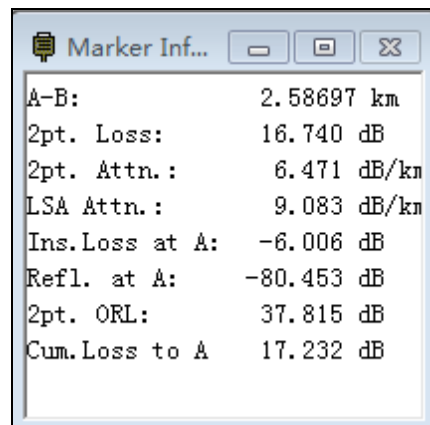 Marker Inf...
A-B: 2.58697 km
2pt. Loss: 16.740 dB
2pt. Attn.: 6.471 dB/km
LSA Attn.: 9.083 dB/km
Ins.Loss at A: -6.006 dB
Refl. at A: -80.453 dB
2pt. ORL: 37.815 dB
Cum.Loss to A 17.232 dB